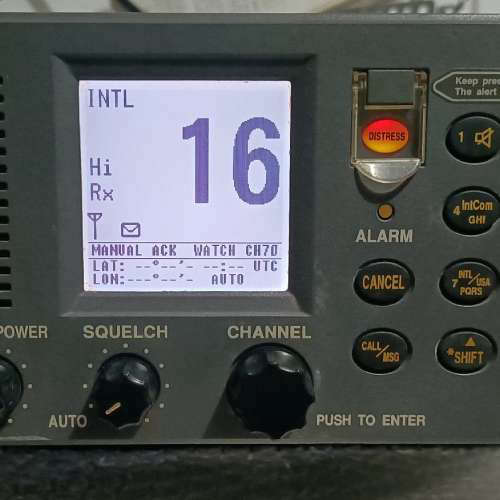 INTL
16
Hi
Rx
MANUAL ACK WATCH CH70
LAT: --°--'- --:-- UTC
LON:---°--'- AUTO
DISTRESS
Keep pre
The alert
1
4 IntCom
GHI
ALARM
CANCEL
7 INTL/USA
PQRS
CALL/MSG
*SHIFT
POWER
SQUELCH
CHANNEL
AUTO
PUSH TO ENTER